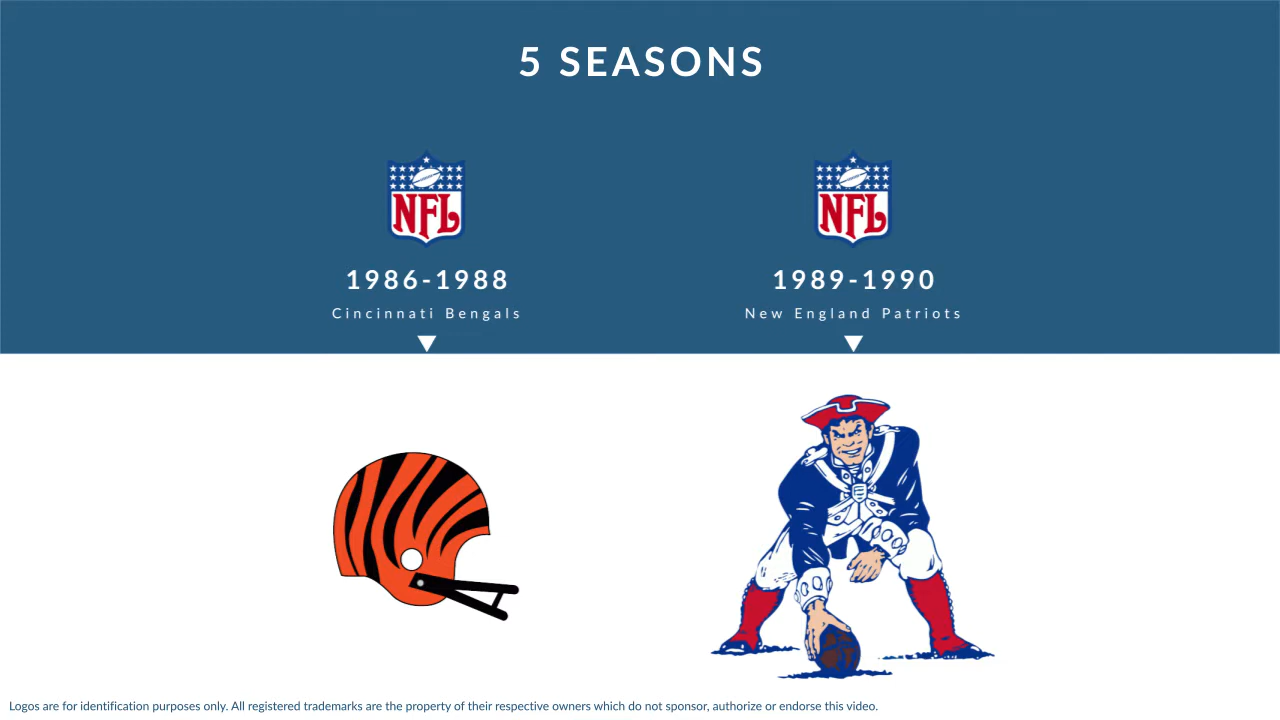 5 SEASONS
NFL NFL
1986-1988 1989-1990
Cincinnati Bengals New England Patriots
Logos are for identification purposes only. All registered trademarks are the property of their respective owners which do not sponsor, authorize or endorse this video.